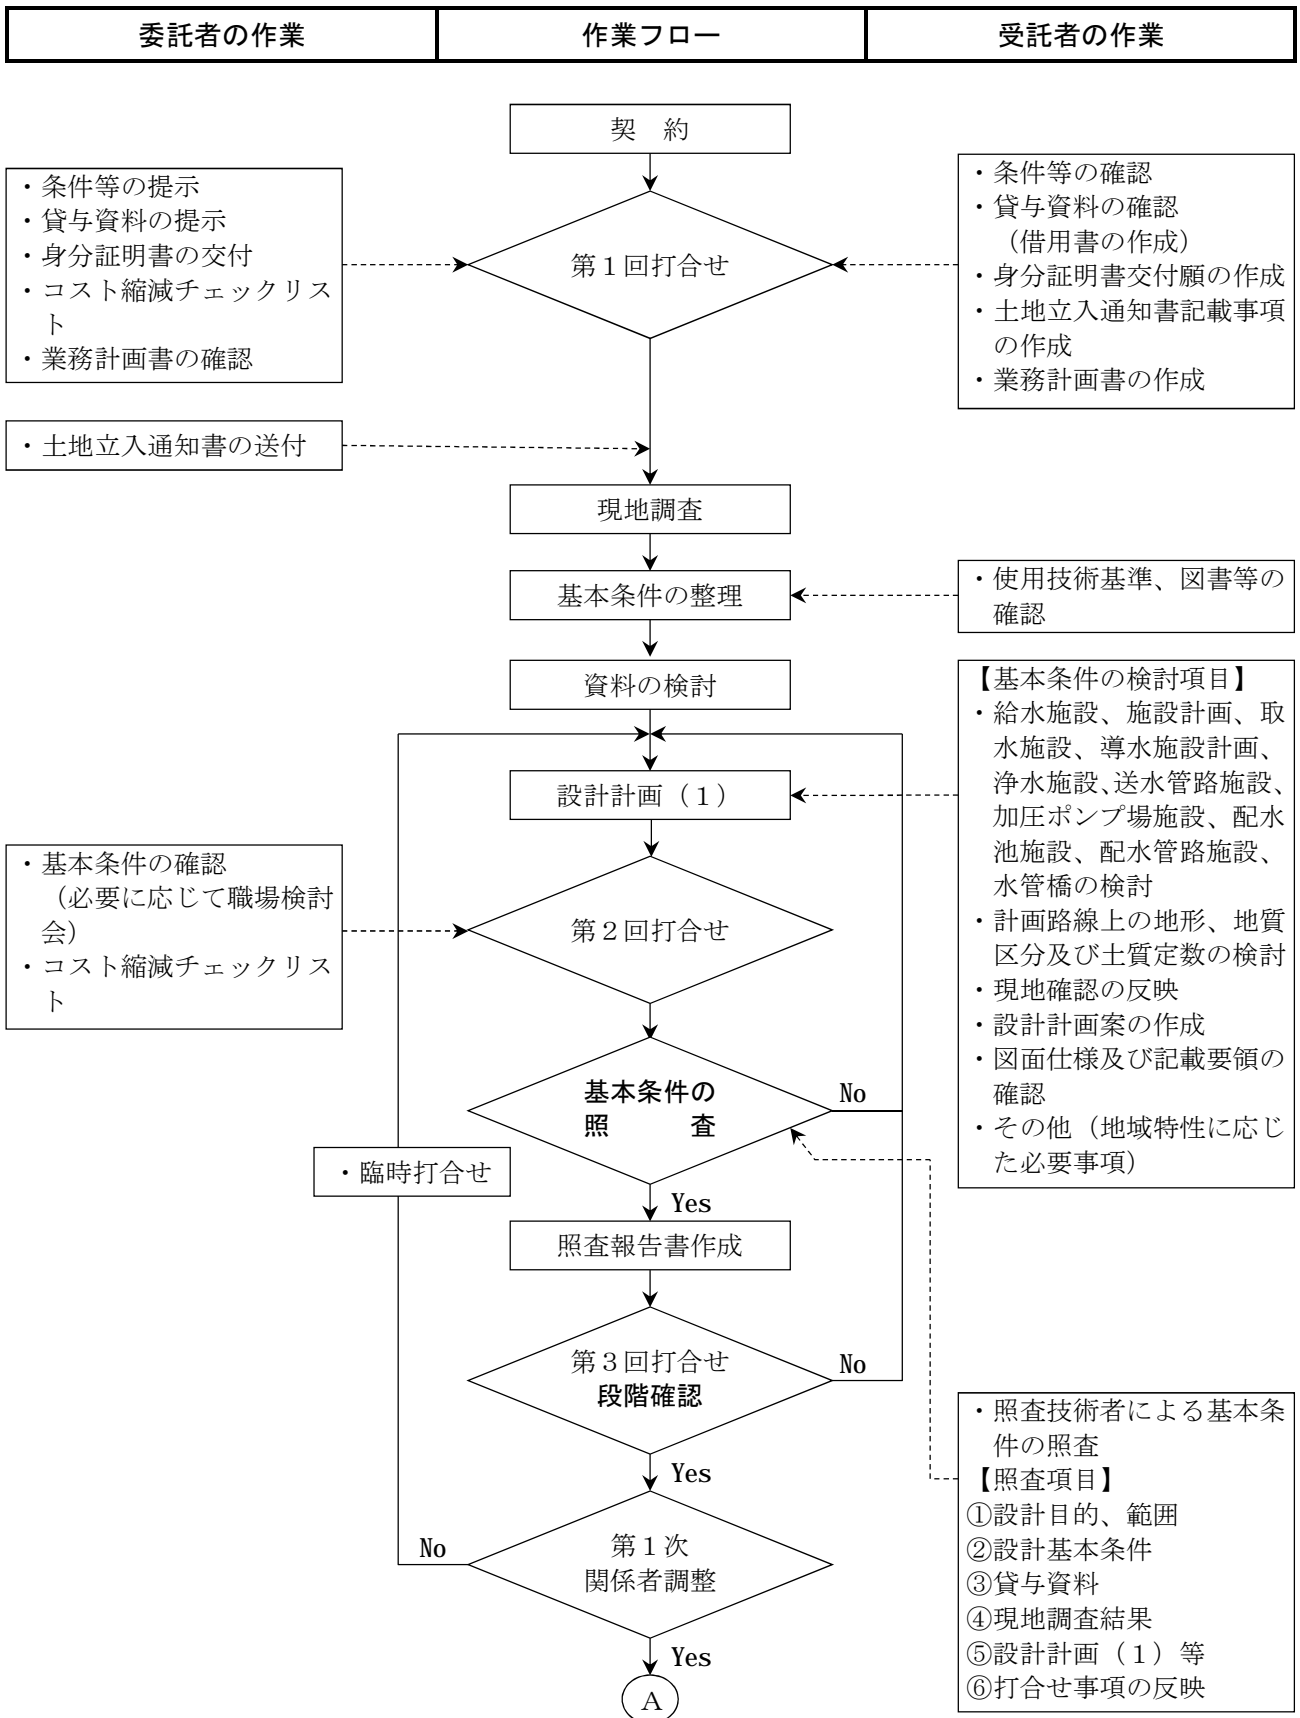 委託者の作業
作業フロー
受託者の作業
契　約
・条件等の提示
・貸与資料の提示
・身分証明書の交付
・コスト縮減チェックリス
ト
・業務計画書の確認
第１回打合せ
・条件等の確認
・貸与資料の確認
（借用書の作成）
・身分証明書交付願の作成
・土地立入通知書記載事項
の作成
・業務計画書の作成
・土地立入通知書の送付
現地調査
基本条件の整理
・使用技術基準、図書等の
確認
資料の検討
設計計画（１）
【基本条件の検討項目】
・給水施設、施設計画、取
水施設、導水施設計画、
浄水施設、送水管路施設、
加圧ポンプ場施設、配水
池施設、配水管路施設、
水管橋の検討
・計画路線上の地形、地質
区分及び土質定数の検討
・現地確認の反映
・設計計画案の作成
・図面仕様及び記載要領の
確認
・その他（地域特性に応じ
た必要事項）
・基本条件の確認
（必要に応じて職場検討
会）
・コスト縮減チェックリス
ト
第２回打合せ
基本条件の
照　　　査
No
・臨時打合せ
Yes
照査報告書作成
第３回打合せ
段階確認
No
Yes
・照査技術者による基本条
件の照査
【照査項目】
①設計目的、範囲
②設計基本条件
③貸与資料
④現地調査結果
⑤設計計画（１）等
⑥打合せ事項の反映
No
第１次
関係者調整
Yes
A